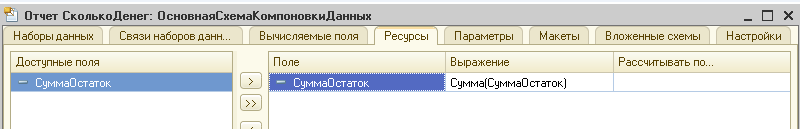 Отчет СколькоДенег: ОсновнаяСхемаКомпоновкиДанных
Наборы данных Связи наборов данн... Вычисляемые поля Ресурсы Параметры Макеты Вложенные схемы Настройки
Доступные поля Поле Выражение Рассчитывать по...
СуммаОстаток > СуммаОстаток Сумма(СуммаОстаток)
>>